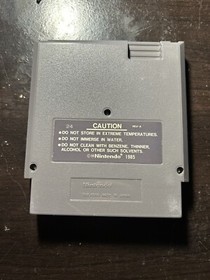 CAUTION
•DO NOT STORE IN EXTREME TEMPERATURES.
•DO NOT IMMERSE IN WATER.
•DO NOT CLEAN WITH BENZENE, THINNER,
ALCOHOL OR OTHER SUCH SOLVENTS.
©®Nintendo® 1985